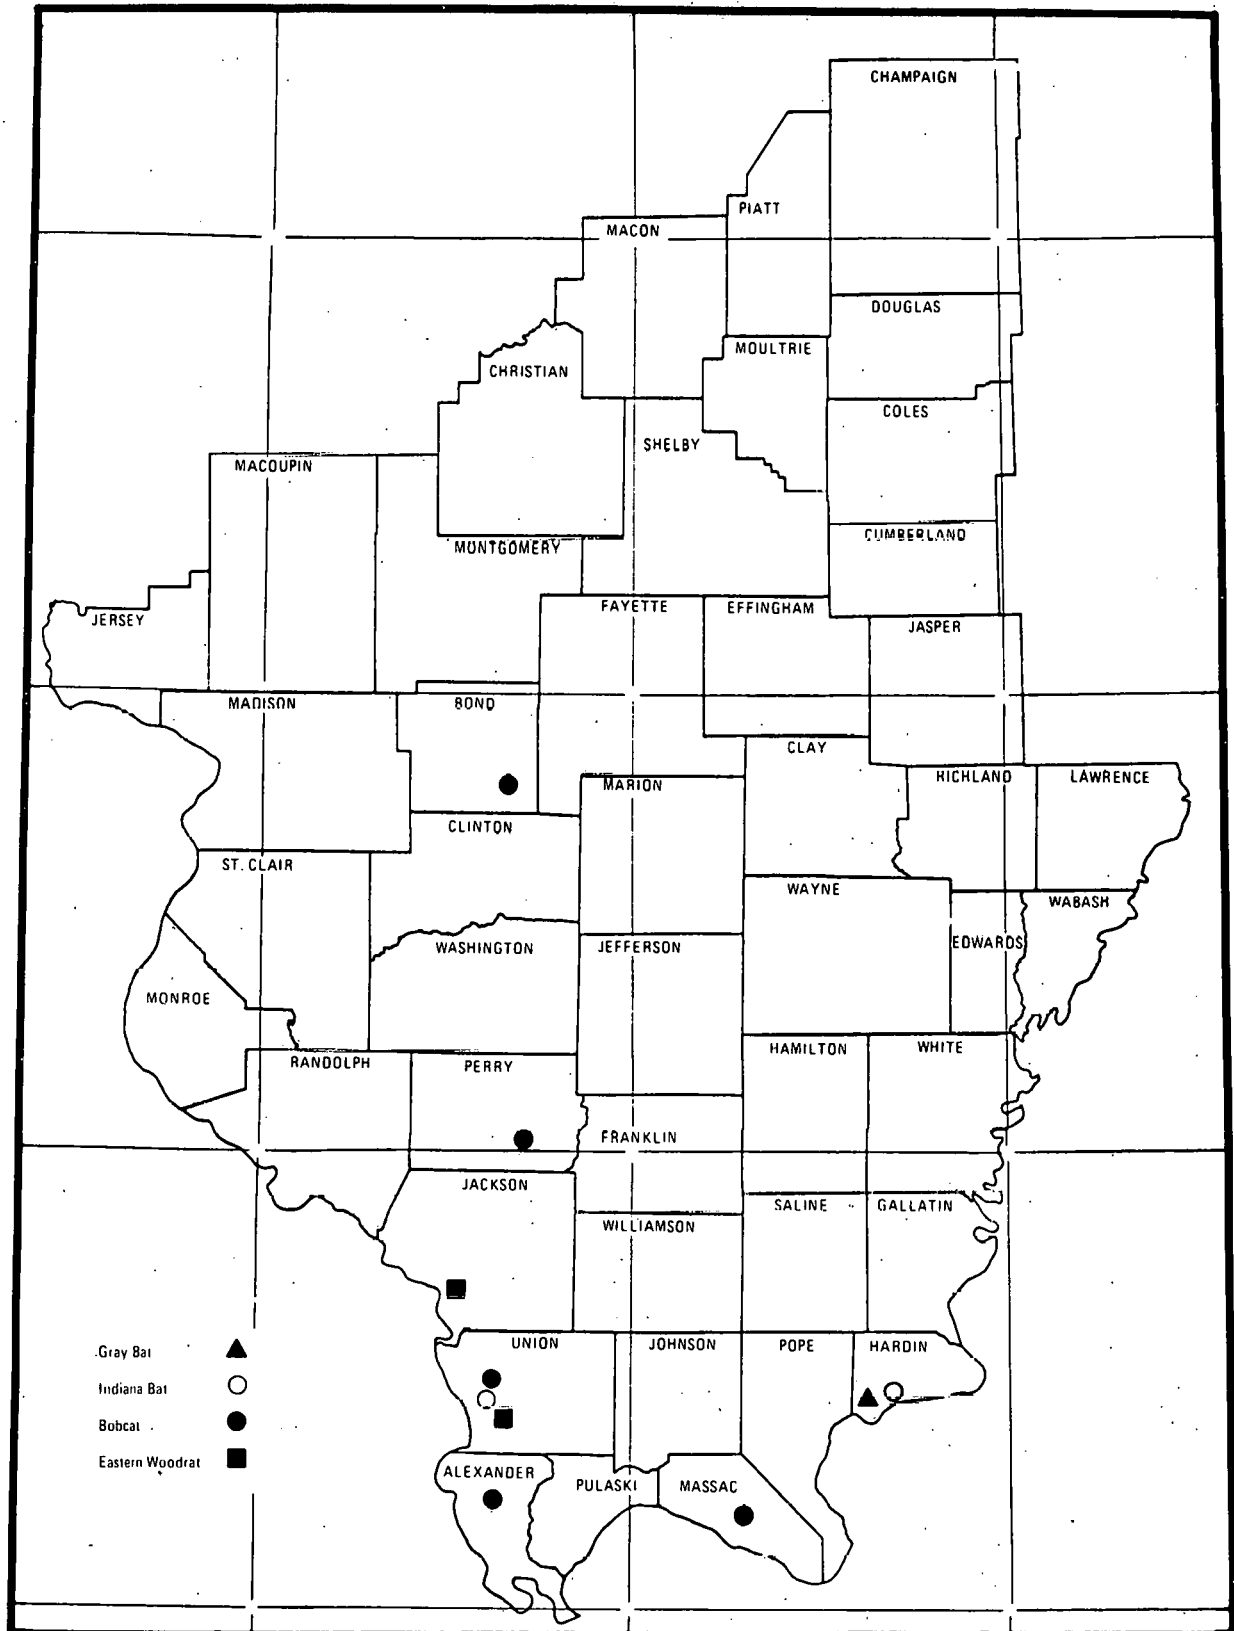 CHAMPAIGN
PIATT
MACON
DOUGLAS
MOULTRIE
CHRISTIAN
COLES
SHELBY
MACOUPIN
CUMBERLAND
MONTGOMERY
FAYETTE
EFFINGHAM
JERSEY
JASPER
MADISON
BOND
CLAY
RICHLAND
LAWRENCE
MARION
CLINTON
ST. CLAIR
WAYNE
WABASH
WASHINGTON
JEFFERSON
EDWARDS
MONROE
HAMILTON
WHITE
RANDOLPH
PERRY
FRANKLIN
JACKSON
SALINE
GALLATIN
WILLIAMSON
UNION
JOHNSON
POPE
HARDIN
Gray Bat
Indiana Bat
Bobcat
Eastern Woodrat
ALEXANDER
PULASKI
MASSAC